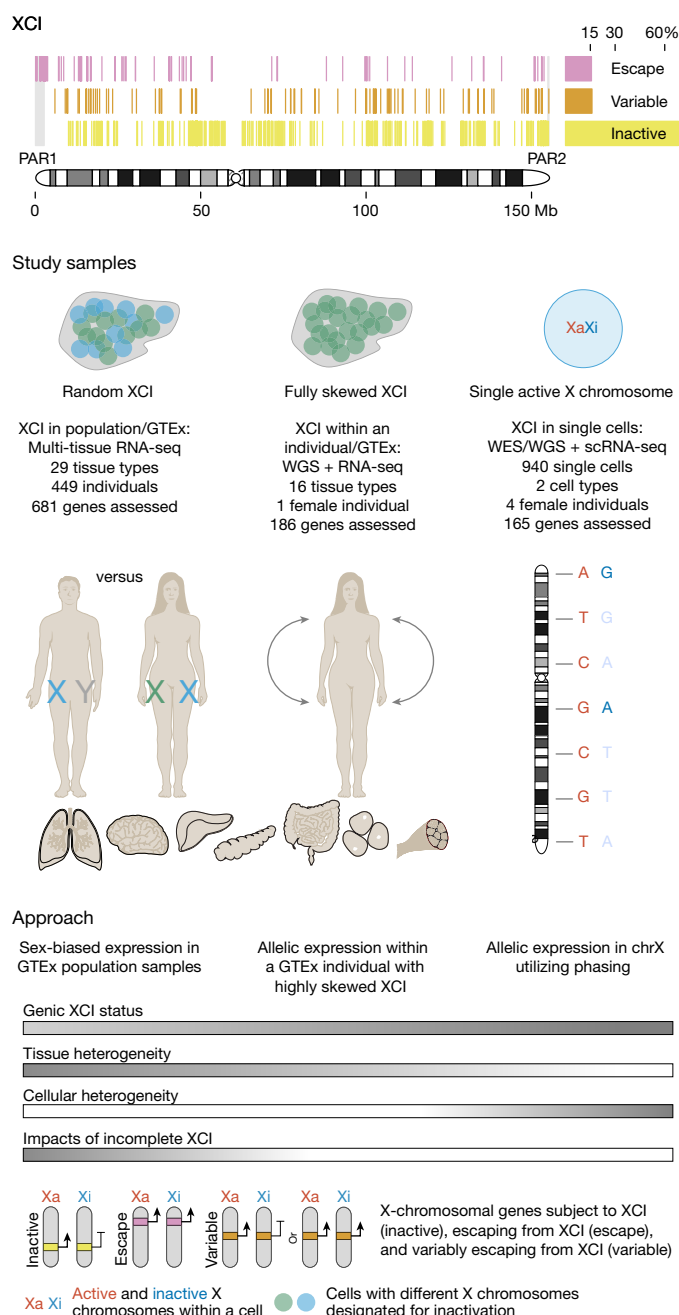 XCI
15 30 60%
Escape
Variable
Inactive
PAR1 PAR2
0 50 100 150 Mb
Study samples
XaXi
Random XCI
Fully skewed XCI
Single active X chromosome
XCI in population/GTEx:
Multi-tissue RNA-seq
29 tissue types
449 individuals
681 genes assessed
XCI within an
individual/GTEx:
WGS + RNA-seq
16 tissue types
1 female individual
186 genes assessed
XCI in single cells:
WES/WGS + scRNA-seq
940 single cells
2 cell types
4 female individuals
165 genes assessed
versus
X Y
X X
A G
T G
C A
G A
C T
G T
T A
Approach
Sex-biased expression in
GTEx population samples
Allelic expression within
a GTEx individual with
highly skewed XCI
Allelic expression in chrX
utilizing phasing
Genic XCI status
Tissue heterogeneity
Cellular heterogeneity
Impacts of incomplete XCI
Inactive
Xa Xi
Escape
Xa Xi
Variable
Xa Xi
Or
Xa Xi
X-chromosomal genes subject to XCI
(inactive), escaping from XCI (escape),
and variably escaping from XCI (variable)
Xa Xi
Active and inactive X
chromosomes within a cell
Cells with different X chromosomes
designated for inactivation